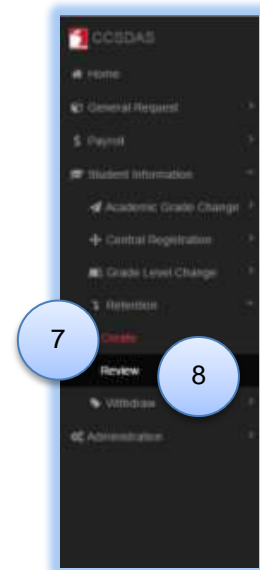 CCSDAS
Home
General Request
$ Payroll
Student Information
Academic Grade Change
Central Registration
Grade Level Change
Retention
7
Create
Review
8
Withdraw
Administration